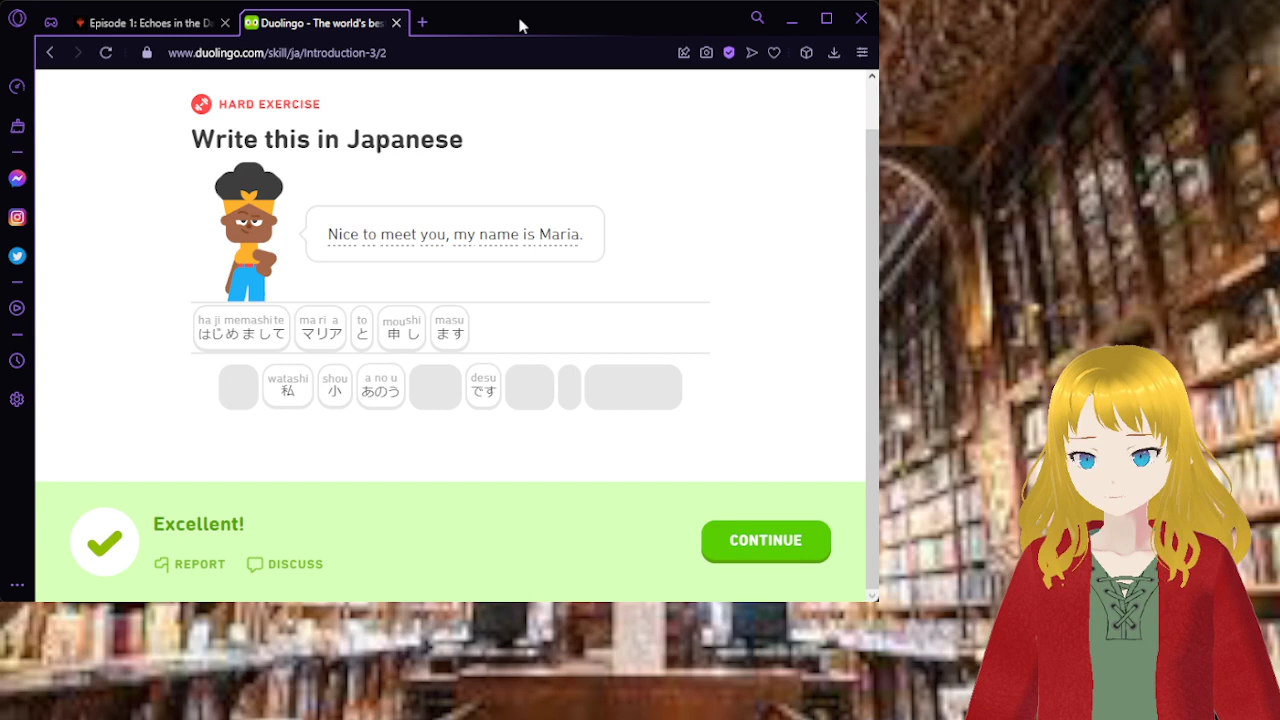 Episode 1: Echoes in the Da
Duolingo - The world's bes
www.duolingo.com/skill/ja/Introduction-3/2
HARD EXERCISE
Write this in Japanese
Nice to meet you, my name is Maria.
ha ji memashite ma ri a to moushi masu
はじめまして マリア と 申し ます
watashi shou a no u desu
私 小 あのう です
Excellent!
REPORT DISCUSS
CONTINUE